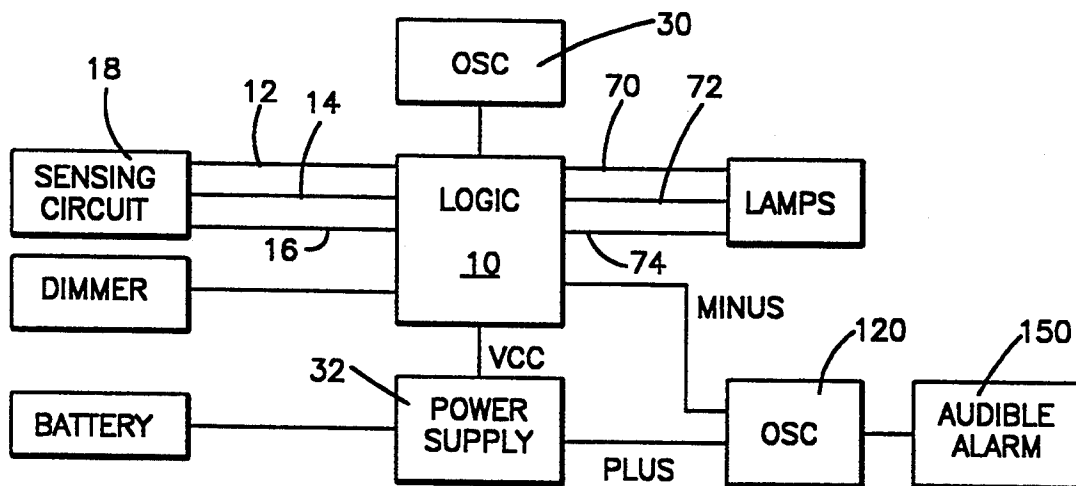 OSC
30
18
12
14
70
72
SENSING
CIRCUIT
LOGIC
10
LAMPS
16
74
DIMMER
MINUS
120
150
VCC
32
BATTERY
POWER
SUPPLY
OSC
AUDIBLE
ALARM
PLUS